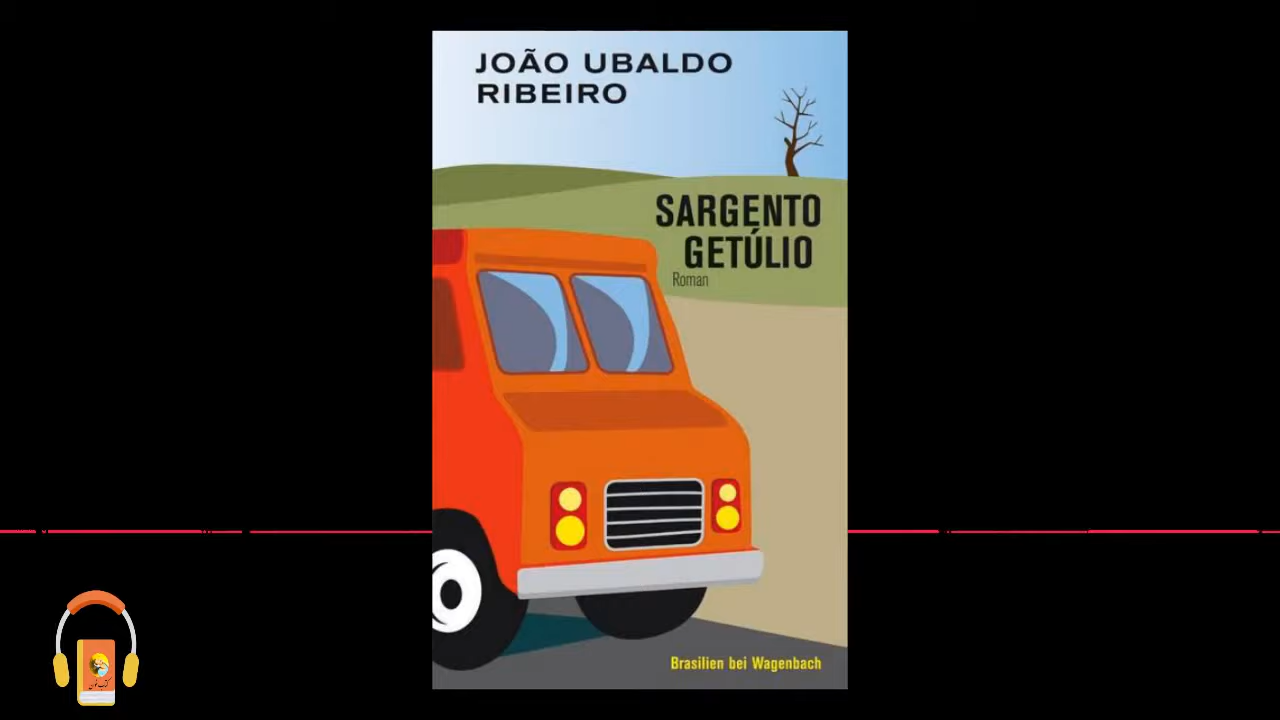 JOÃO UBALDO
RIBEIRO
SARGENTO
GETÚLIO
Roman
Brasilien bei Wagenbach